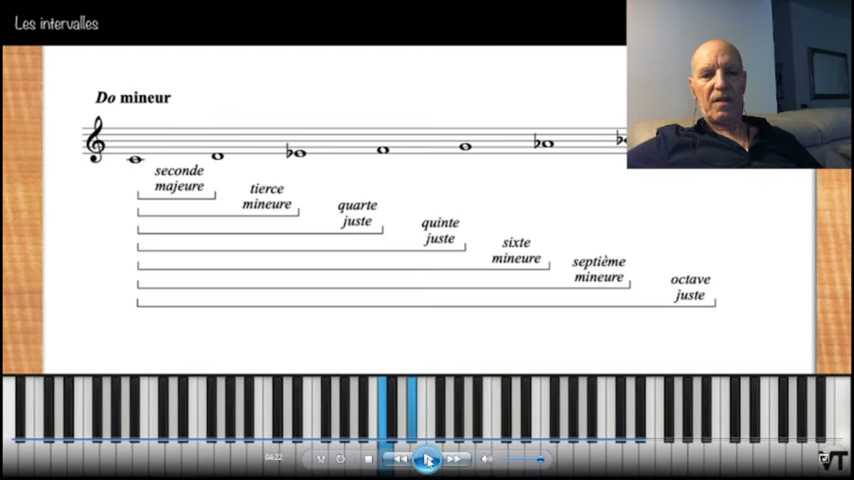 Les intervalles
Do mineur
seconde
majeure
tierce
mineure
quarte
juste
quinte
juste
sixte
mineure
septième
mineure
octave
juste
04:22
VT